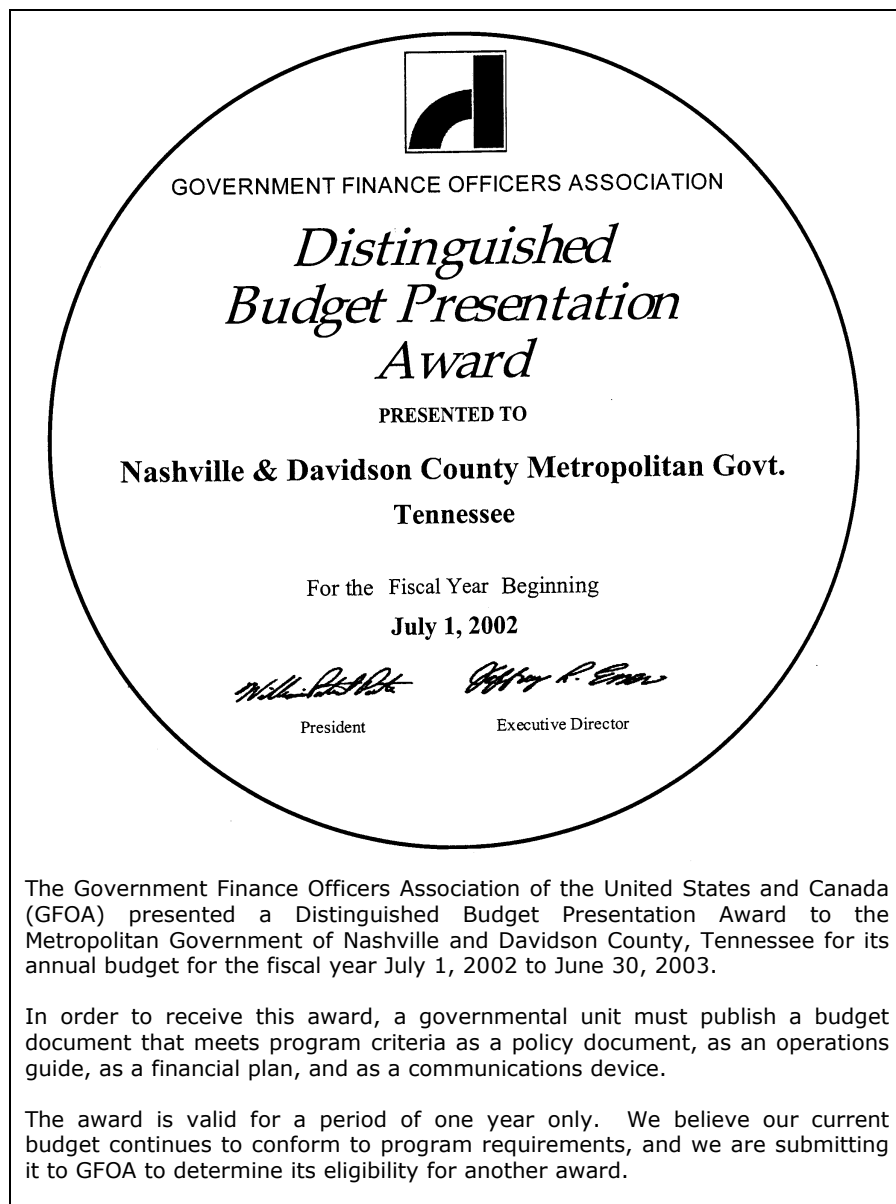 GOVERNMENT FINANCE OFFICERS ASSOCIATION
Distinguished
Budget Presentation
Award
PRESENTED TO
Nashville & Davidson County Metropolitan Govt.
Tennessee
For the Fiscal Year Beginning
July 1, 2002
Jeffrey R.
President Executive Director
The Government Finance Officers Association of the United States and Canada
(GFOA) presented a Distinguished Budget Presentation Award to the
Metropolitan Government of Nashville and Davidson County, Tennessee for its
annual budget for the fiscal year July 1, 2002 to June 30, 2003.
In order to receive this award, a governmental unit must publish a budget
document that meets program criteria as a policy document, as an operations
guide, as a financial plan, and as a communications device.
The award is valid for a period of one year only. We believe our current
budget continues to conform to program requirements, and we are submitting
it to GFOA to determine its eligibility for another award.